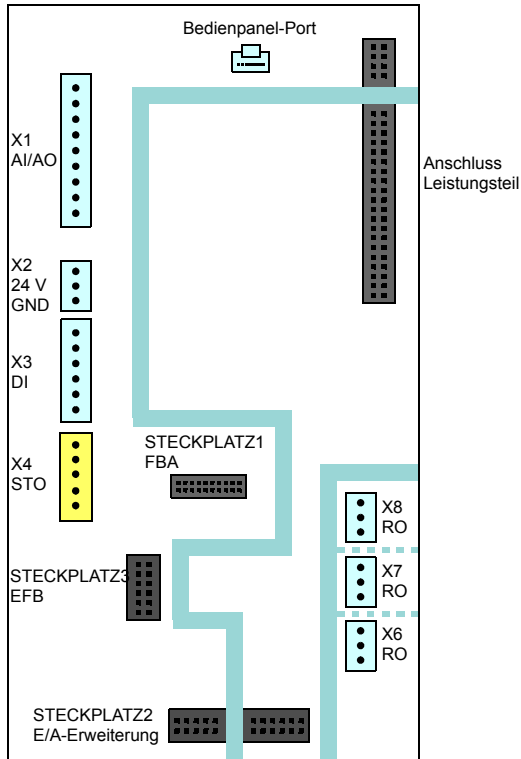 Bedienpanel-Port
X1
AI/AO
Anschluss
Leistungsteil
X2
24 V
GND
X3
DI
STECKPLATZ1
FBA
X4
STO
X8
RO
STECKPLATZ3
EFB
X7
RO
X6
RO
STECKPLATZ2
E/A-Erweiterung